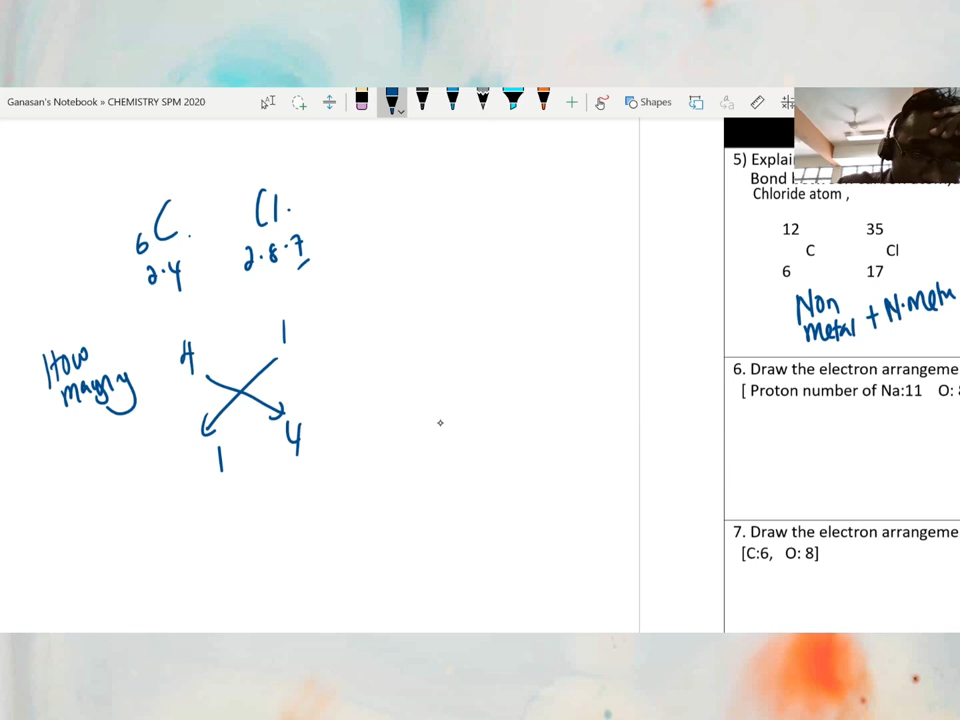 Ganasan's Notebook » CHEMISTRY SPM 2020
Shapes
6 C. Cl.
2.4 2.8.7
How
many
4 1
1 4
5) Explai
Bond
Chloride atom ,
12 35
C Cl
6 17
Non
metal + N.Meta
6. Draw the electron arrangeme
[ Proton number of Na:11 O: 8
7. Draw the electron arrangeme
[C:6, O: 8]